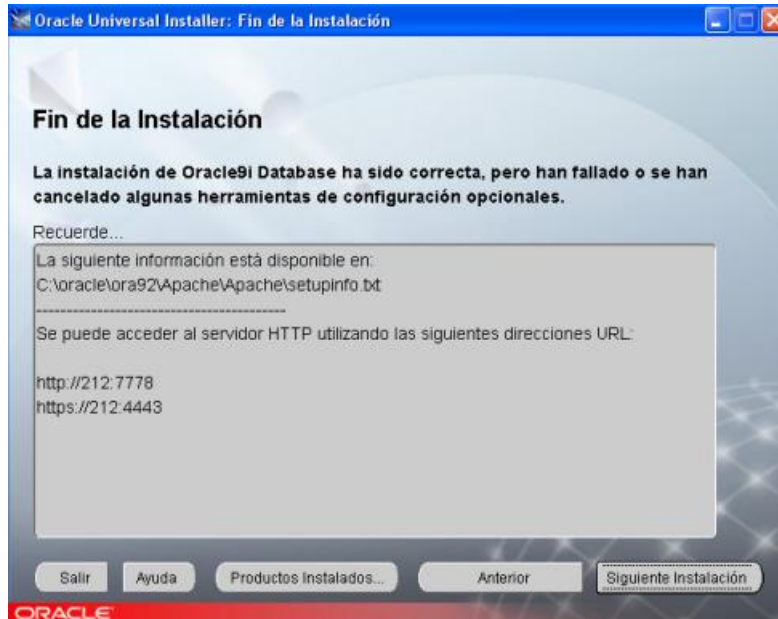 Oracle Universal Installer: Fin de la Instalación
Fin de la Instalación
La instalación de Oracle9i Database ha sido correcta, pero han fallado o se han
cancelado algunas herramientas de configuración opcionales.
Recuerde...
La siguiente información está disponible en:
C:\oracle\ora92\Apache\Apache\setupinfo.txt
-----------------------------------------
Se puede acceder al servidor HTTP utilizando las siguientes direcciones URL:
http://212:7778
https://212:4443
Salir Ayuda Productos Instalados... Anterior Siguiente Instalación
ORACLE